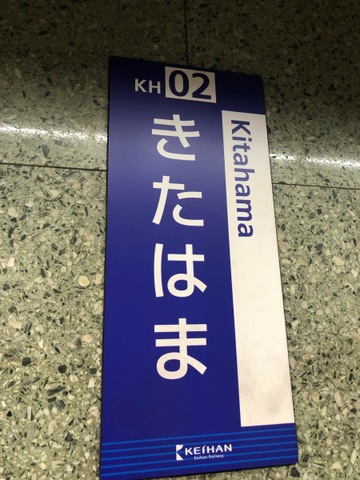 KH 02
きたはま
Kitahama
KEIHAN
Keihan Railway